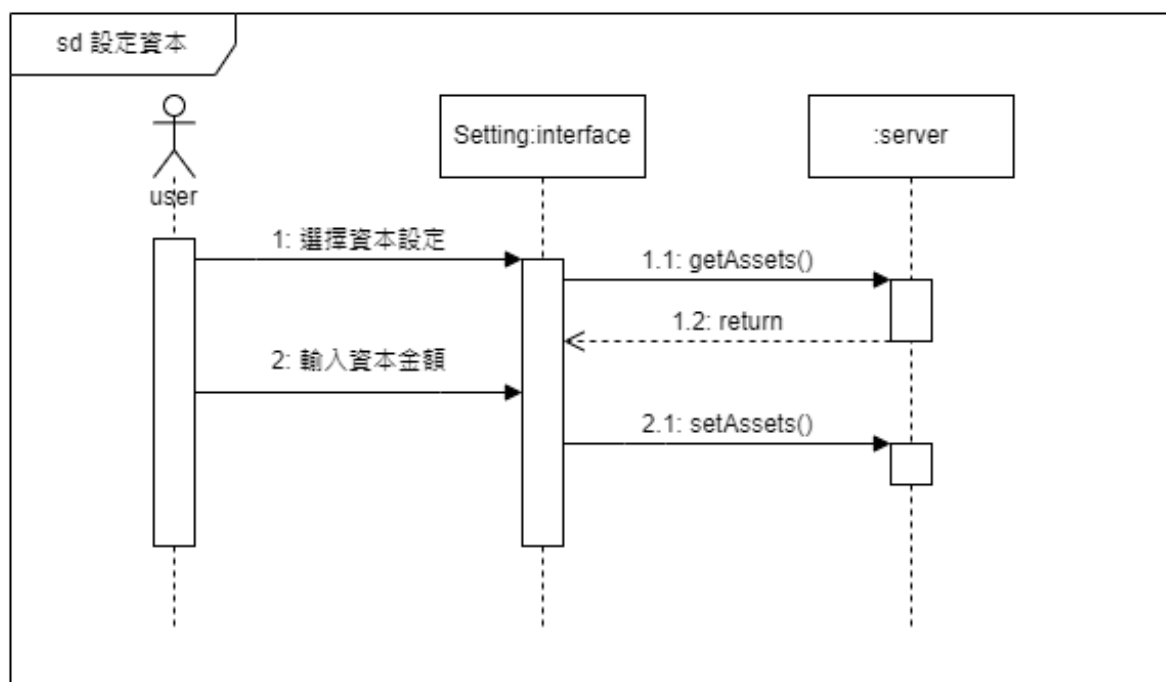 sd 設定資本
Setting:interface
:server
user
1: 選擇資本設定
1.1: getAssets()
1.2: return
2: 輸入資本金額
2.1: setAssets()